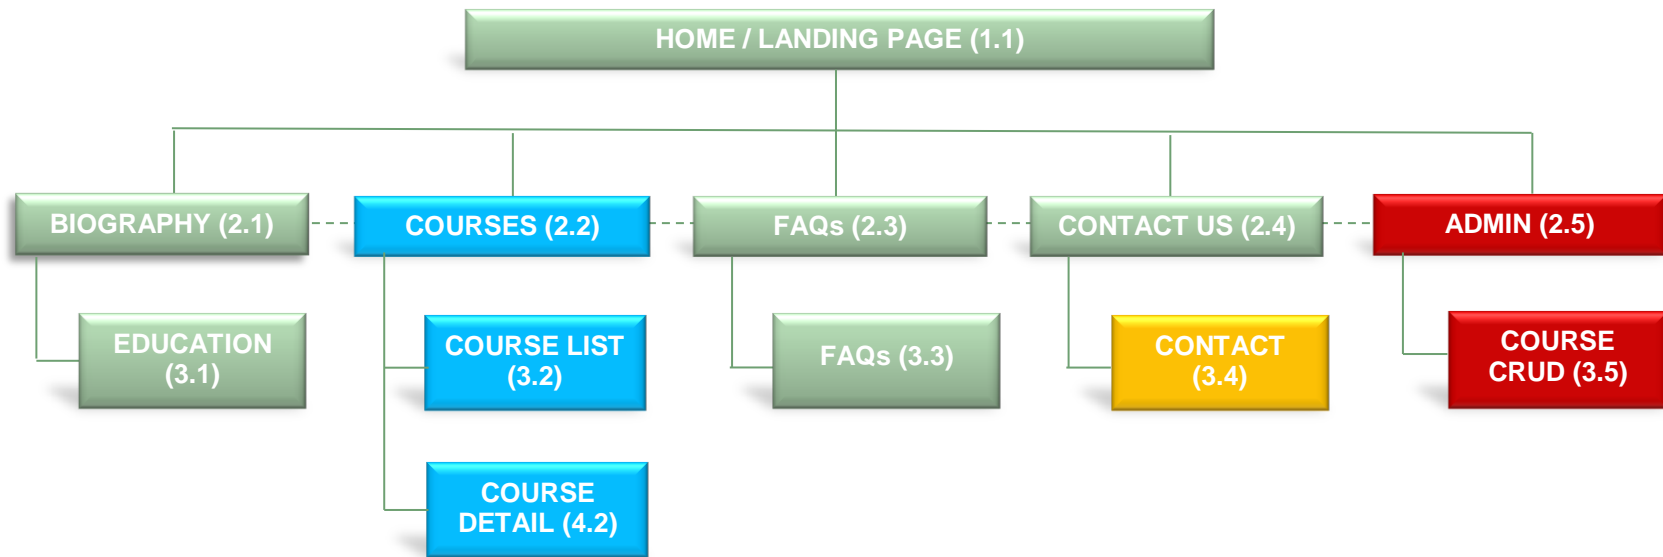 HOME / LANDING PAGE (1.1)
BIOGRAPHY (2.1)
COURSES (2.2)
FAQs (2.3)
CONTACT US (2.4)
ADMIN (2.5)
EDUCATION
(3.1)
COURSE LIST
(3.2)
FAQs (3.3)
CONTACT
(3.4)
COURSE
CRUD (3.5)
COURSE
DETAIL (4.2)